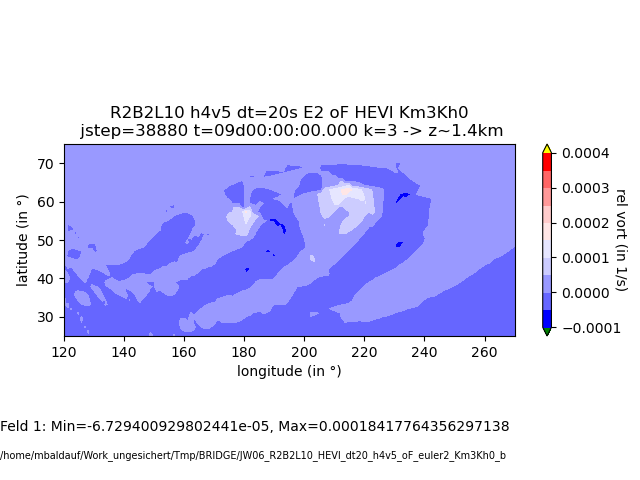 R2B2L10 h4v5 dt=20s E2 oF HEVI Km3Kh0
jstep=38880 t=09d00:00:00.000 k=3 -> z~1.4km
latitude (in °)
70
60
50
40
30
120 140 160 180 200 220 240 260
longitude (in °)
0.0004
0.0003
0.0002
0.0001
0.0000
−0.0001
rel vort (in 1/s)
Feld 1: Min=-6.729400929802441e-05, Max=0.00018417764356297138
/home/mbaldauf/Work_ungesichert/Tmp/BRIDGE/JW06_R2B2L10_HEVI_dt20_h4v5_oF_euler2_Km3Kh0_b